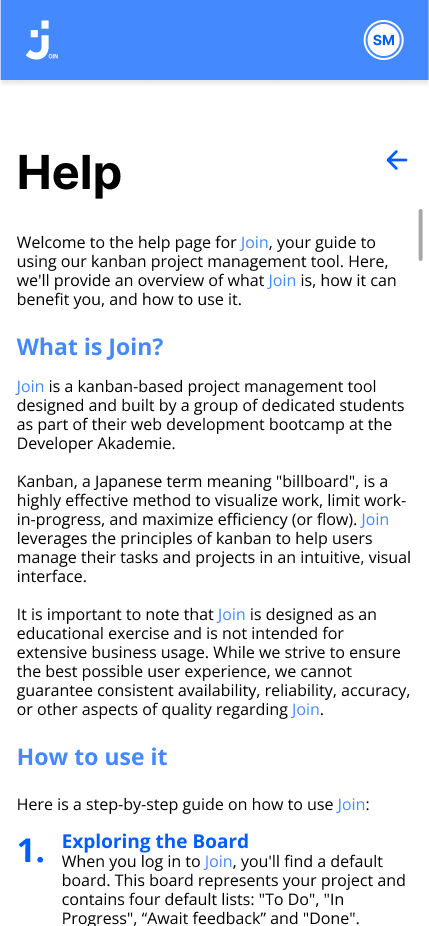 JOIN
SM
Help
Welcome to the help page for Join, your guide to
using our kanban project management tool. Here,
we'll provide an overview of what Join is, how it can
benefit you, and how to use it.
What is Join?
Join is a kanban-based project management tool
designed and built by a group of dedicated students
as part of their web development bootcamp at the
Developer Akademie.
Kanban, a Japanese term meaning "billboard", is a
highly effective method to visualize work, limit work-
in-progress, and maximize efficiency (or flow). Join
leverages the principles of kanban to help users
manage their tasks and projects in an intuitive, visual
interface.
It is important to note that Join is designed as an
educational exercise and is not intended for
extensive business usage. While we strive to ensure
the best possible user experience, we cannot
guarantee consistent availability, reliability, accuracy,
or other aspects of quality regarding Join.
How to use it
Here is a step-by-step guide on how to use Join:
1. Exploring the Board
When you log in to Join, you'll find a default
board. This board represents your project and
contains four default lists: "To Do", "In
Progress", “Await feedback” and "Done".